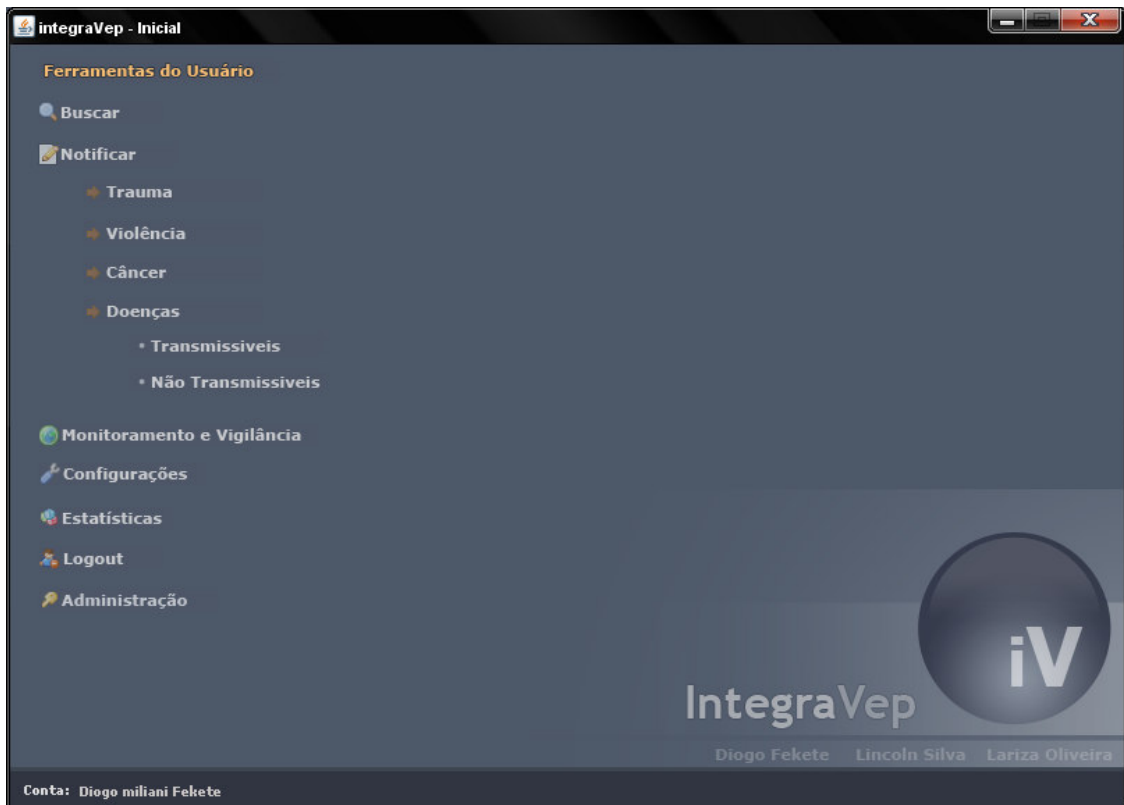 integraVep - Inicial
Ferramentas do Usuário
Buscar
Notificar
Trauma
Violência
Câncer
Doenças
• Transmissiveis
• Não Transmissiveis
Monitoramento e Vigilância
Configurações
Estatísticas
Logout
Administração
iV
IntegraVep
Diogo Fekete Lincoln Silva Lariza Oliveira
Conta: Diogo miliani Fekete